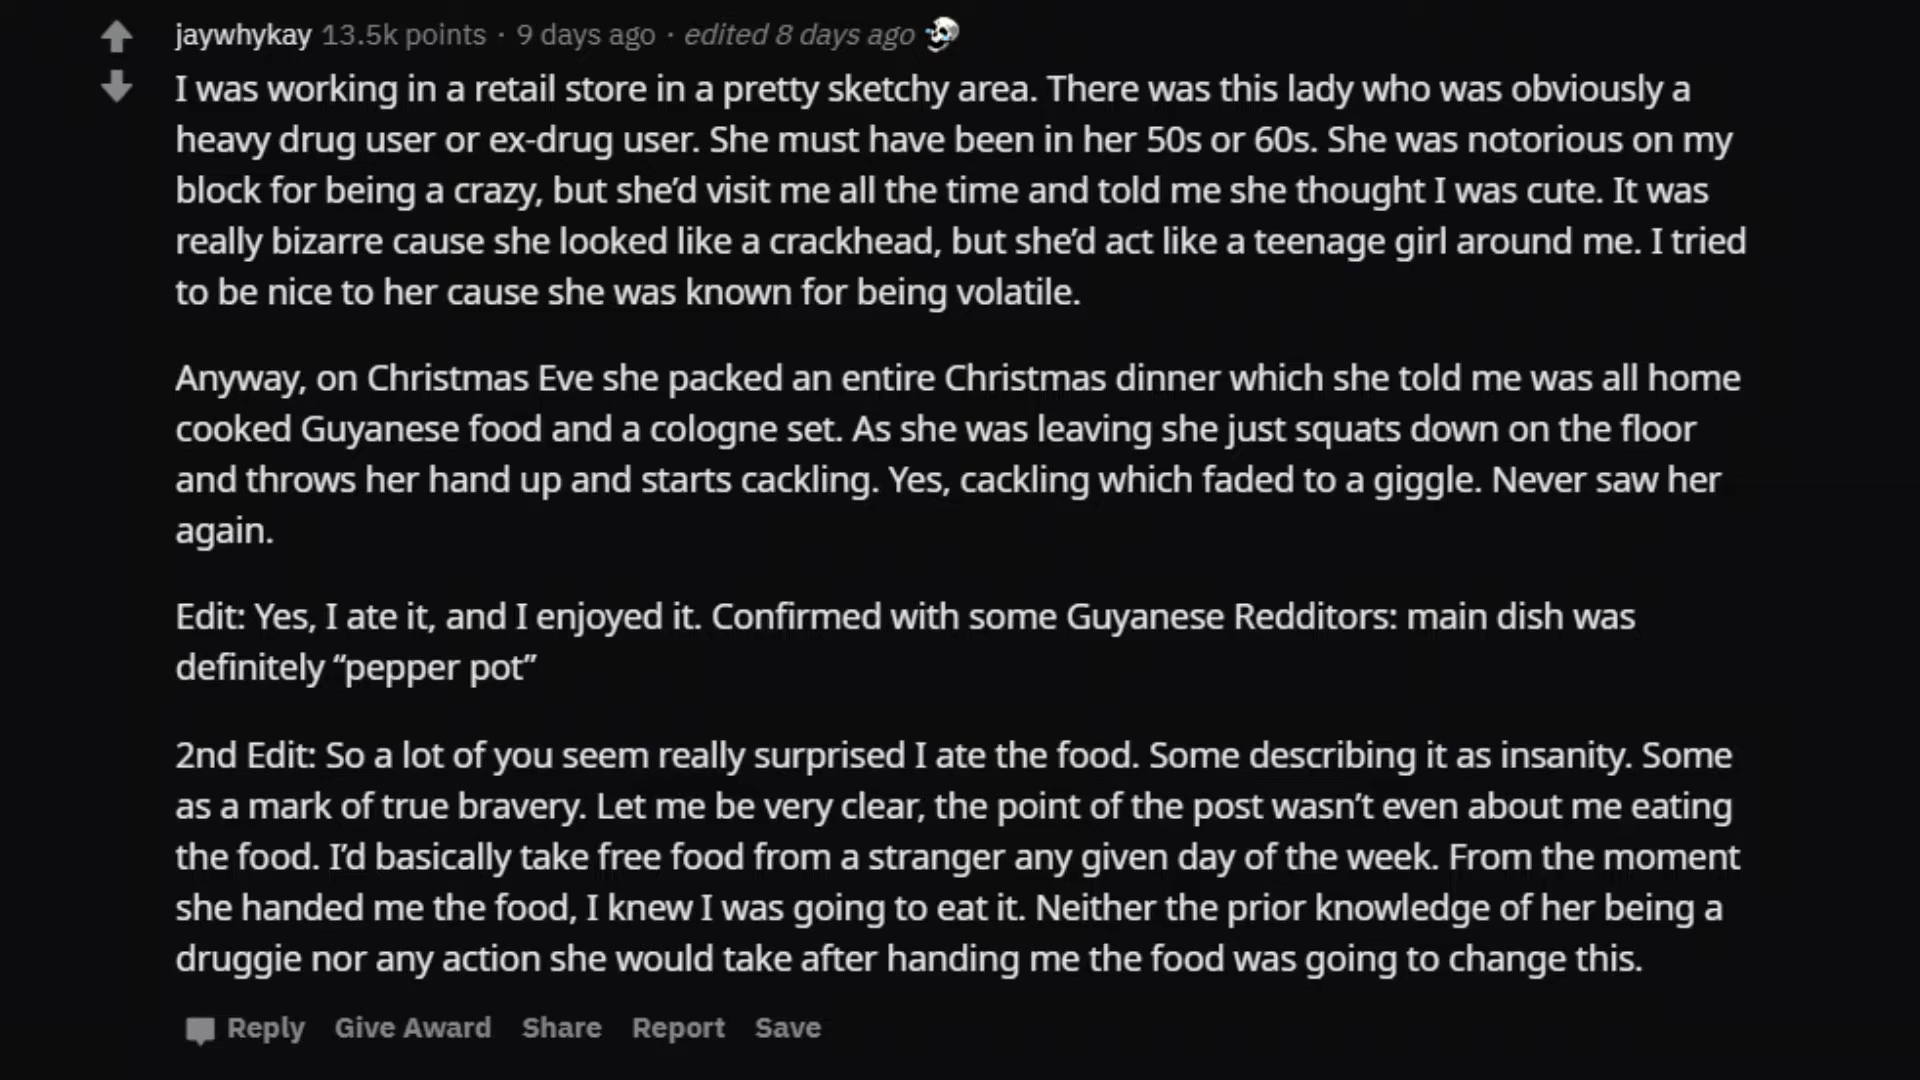 jaywhykay 13.5k points · 9 days ago · edited 8 days ago
I was working in a retail store in a pretty sketchy area. There was this lady who was obviously a
heavy drug user or ex-drug user. She must have been in her 50s or 60s. She was notorious on my
block for being a crazy, but she’d visit me all the time and told me she thought I was cute. It was
really bizarre cause she looked like a crackhead, but she’d act like a teenage girl around me. I tried
to be nice to her cause she was known for being volatile.
Anyway, on Christmas Eve she packed an entire Christmas dinner which she told me was all home
cooked Guyanese food and a cologne set. As she was leaving she just squats down on the floor
and throws her hand up and starts cackling. Yes, cackling which faded to a giggle. Never saw her
again.
Edit: Yes, I ate it, and I enjoyed it. Confirmed with some Guyanese Redditors: main dish was
definitely “pepper pot”
2nd Edit: So a lot of you seem really surprised I ate the food. Some describing it as insanity. Some
as a mark of true bravery. Let me be very clear, the point of the post wasn’t even about me eating
the food. I’d basically take free food from a stranger any given day of the week. From the moment
she handed me the food, I knew I was going to eat it. Neither the prior knowledge of her being a
druggie nor any action she would take after handing me the food was going to change this.
Reply Give Award Share Report Save